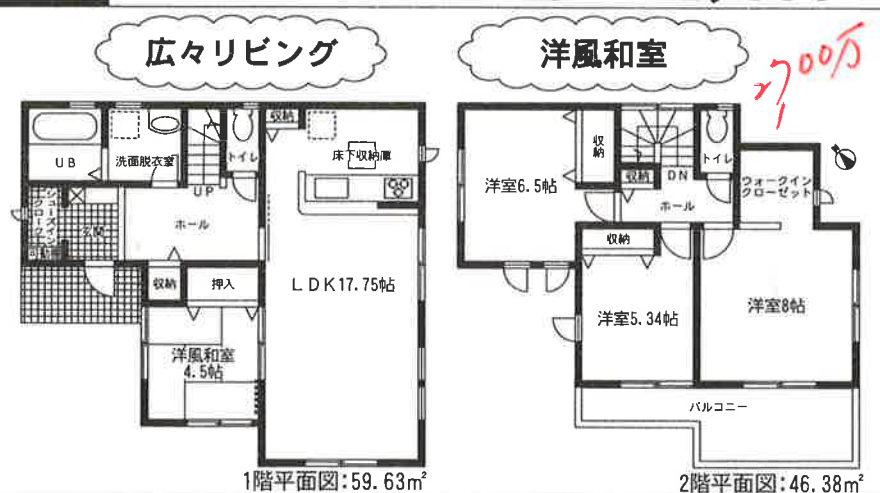 広々リビング
洋風和室
2,700万
UB
洗面脱衣室
UP
トイレ
収納
床下収納庫
シューズイン
クローク
可動
玄関
ホール
収納
押入
LDK17.75帖
洋風和室
4.5帖
1階平面図:59.63㎡
洋室6.5帖
収納
収納
DN
トイレ
ホール
ウォークイン
クローゼット
収納
洋室5.34帖
洋室8帖
バルコニー
2階平面図:46.38㎡